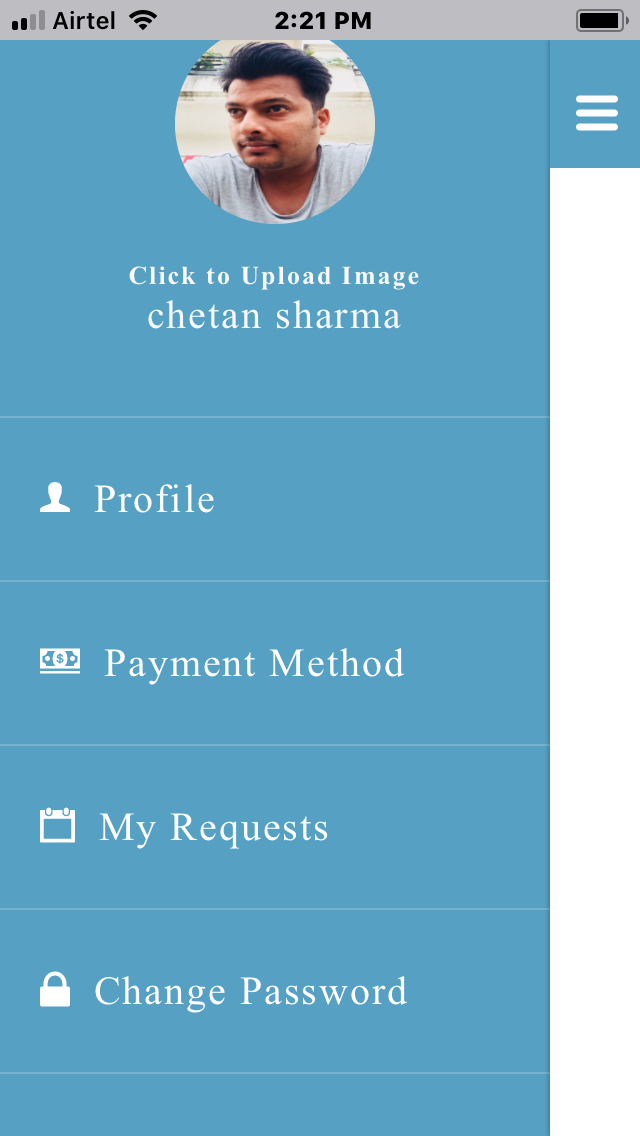 Airtel 2:21 PM
Click to Upload Image
chetan sharma
Profile
Payment Method
My Requests
Change Password